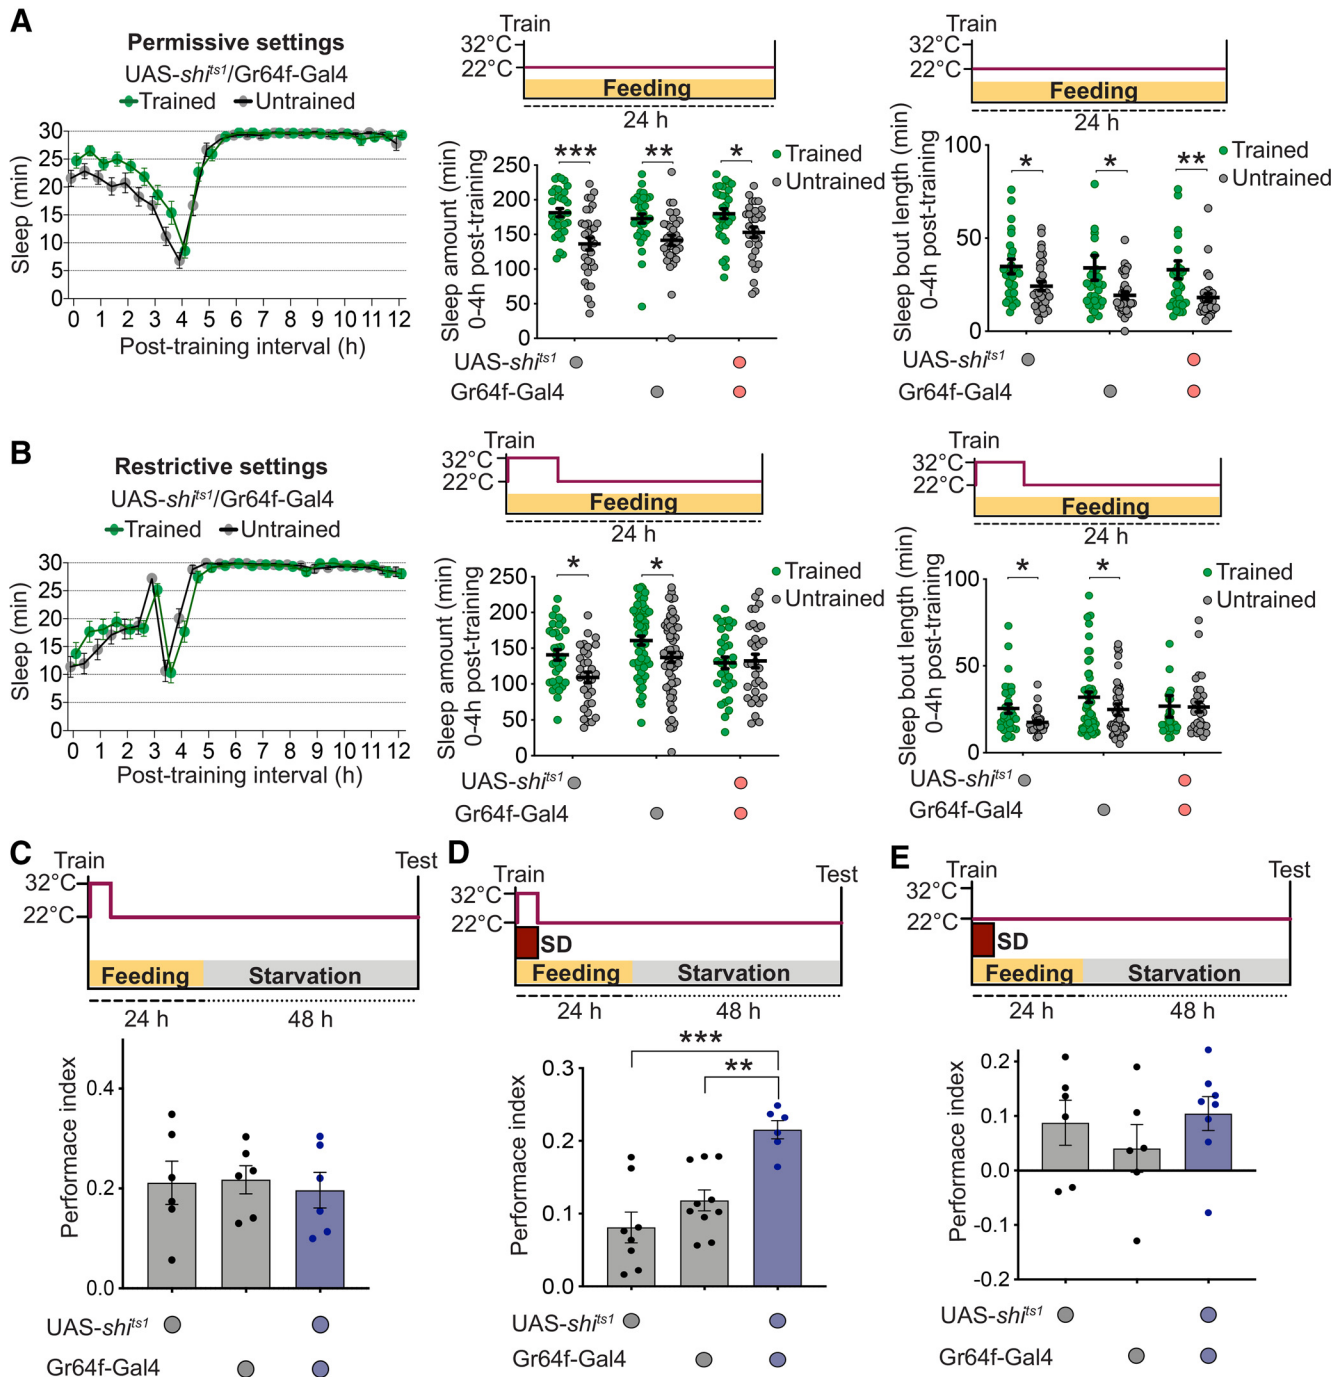 A
Permissive settings
UAS-shiᵗˢ¹/Gr64f-Gal4
Trained Untrained
30
25
20
15
10
5
0
Sleep (min)
0 1 2 3 4 5 6 7 8 9 10 11 12
Post-training interval (h)
Train
32°C
22°C
Feeding
24 h
Trained
Untrained
*** ** *
250
200
150
100
50
0
Sleep amount (min)
0-4h post-training
UAS-shiᵗˢ¹
Gr64f-Gal4
Train
32°C
22°C
Feeding
24 h
Trained
Untrained
* * **
100
50
0
Sleep bout length (min)
0-4h post-training
UAS-shiᵗˢ¹
Gr64f-Gal4
B
Restrictive settings
UAS-shiᵗˢ¹/Gr64f-Gal4
Trained Untrained
30
25
20
15
10
5
0
Sleep (min)
0 1 2 3 4 5 6 7 8 9 10 11 12
Post-training interval (h)
Train
32°C
22°C
Feeding
24 h
Trained
Untrained
* *
250
200
150
100
50
0
Sleep amount (min)
0-4h post-training
UAS-shiᵗˢ¹
Gr64f-Gal4
Train
32°C
22°C
Feeding
24 h
Trained
Untrained
* *
100
50
0
Sleep bout length (min)
0-4h post-training
UAS-shiᵗˢ¹
Gr64f-Gal4
C
Train Test
32°C
22°C
Feeding Starvation
24 h 48 h
0.4
0.2
0.0
Performace index
UAS-shiᵗˢ¹
Gr64f-Gal4
D
Train Test
32°C
22°C
SD
Feeding Starvation
24 h 48 h
***
**
0.3
0.2
0.1
0.0
Performace index
UAS-shiᵗˢ¹
Gr64f-Gal4
E
Train Test
32°C
22°C
SD
Feeding Starvation
24 h 48 h
0.2
0.1
0.0
-0.1
-0.2
Performace index
UAS-shiᵗˢ¹
Gr64f-Gal4